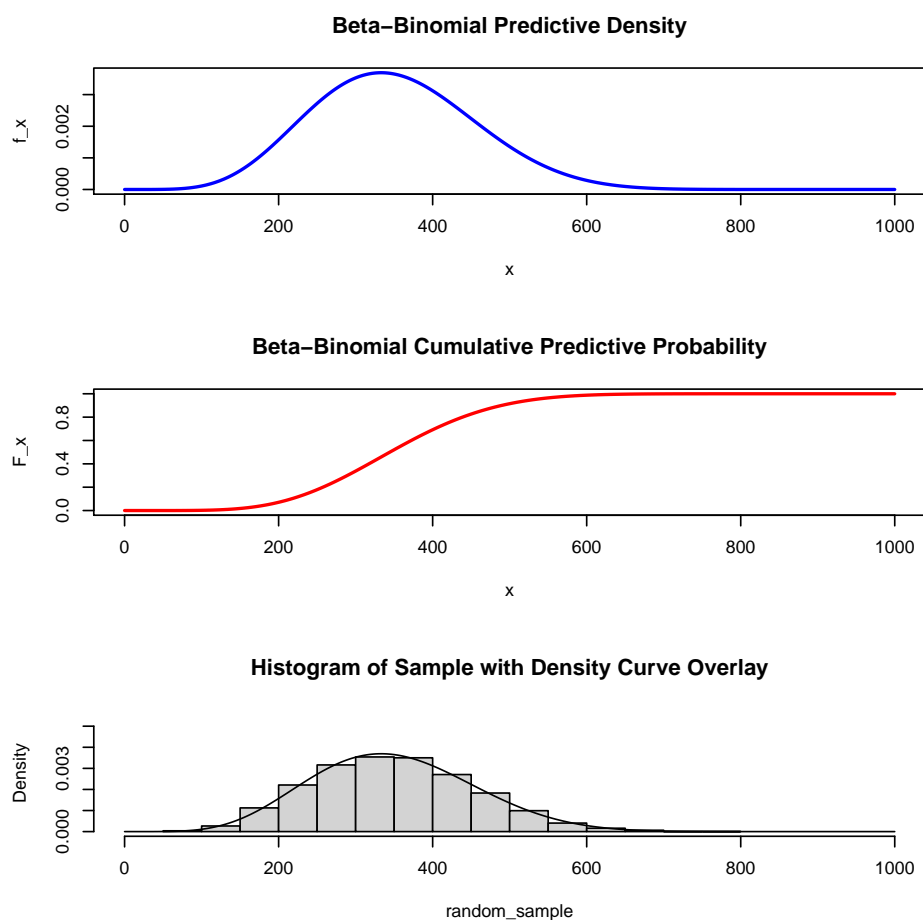 Beta−Binomial Predictive Density
f_x
0.000
0.002
0 200 400 600 800 1000
x
Beta−Binomial Cumulative Predictive Probability
F_x
0.0
0.4
0.8
0 200 400 600 800 1000
x
Histogram of Sample with Density Curve Overlay
Density
0.000
0.003
0 200 400 600 800 1000
random_sample